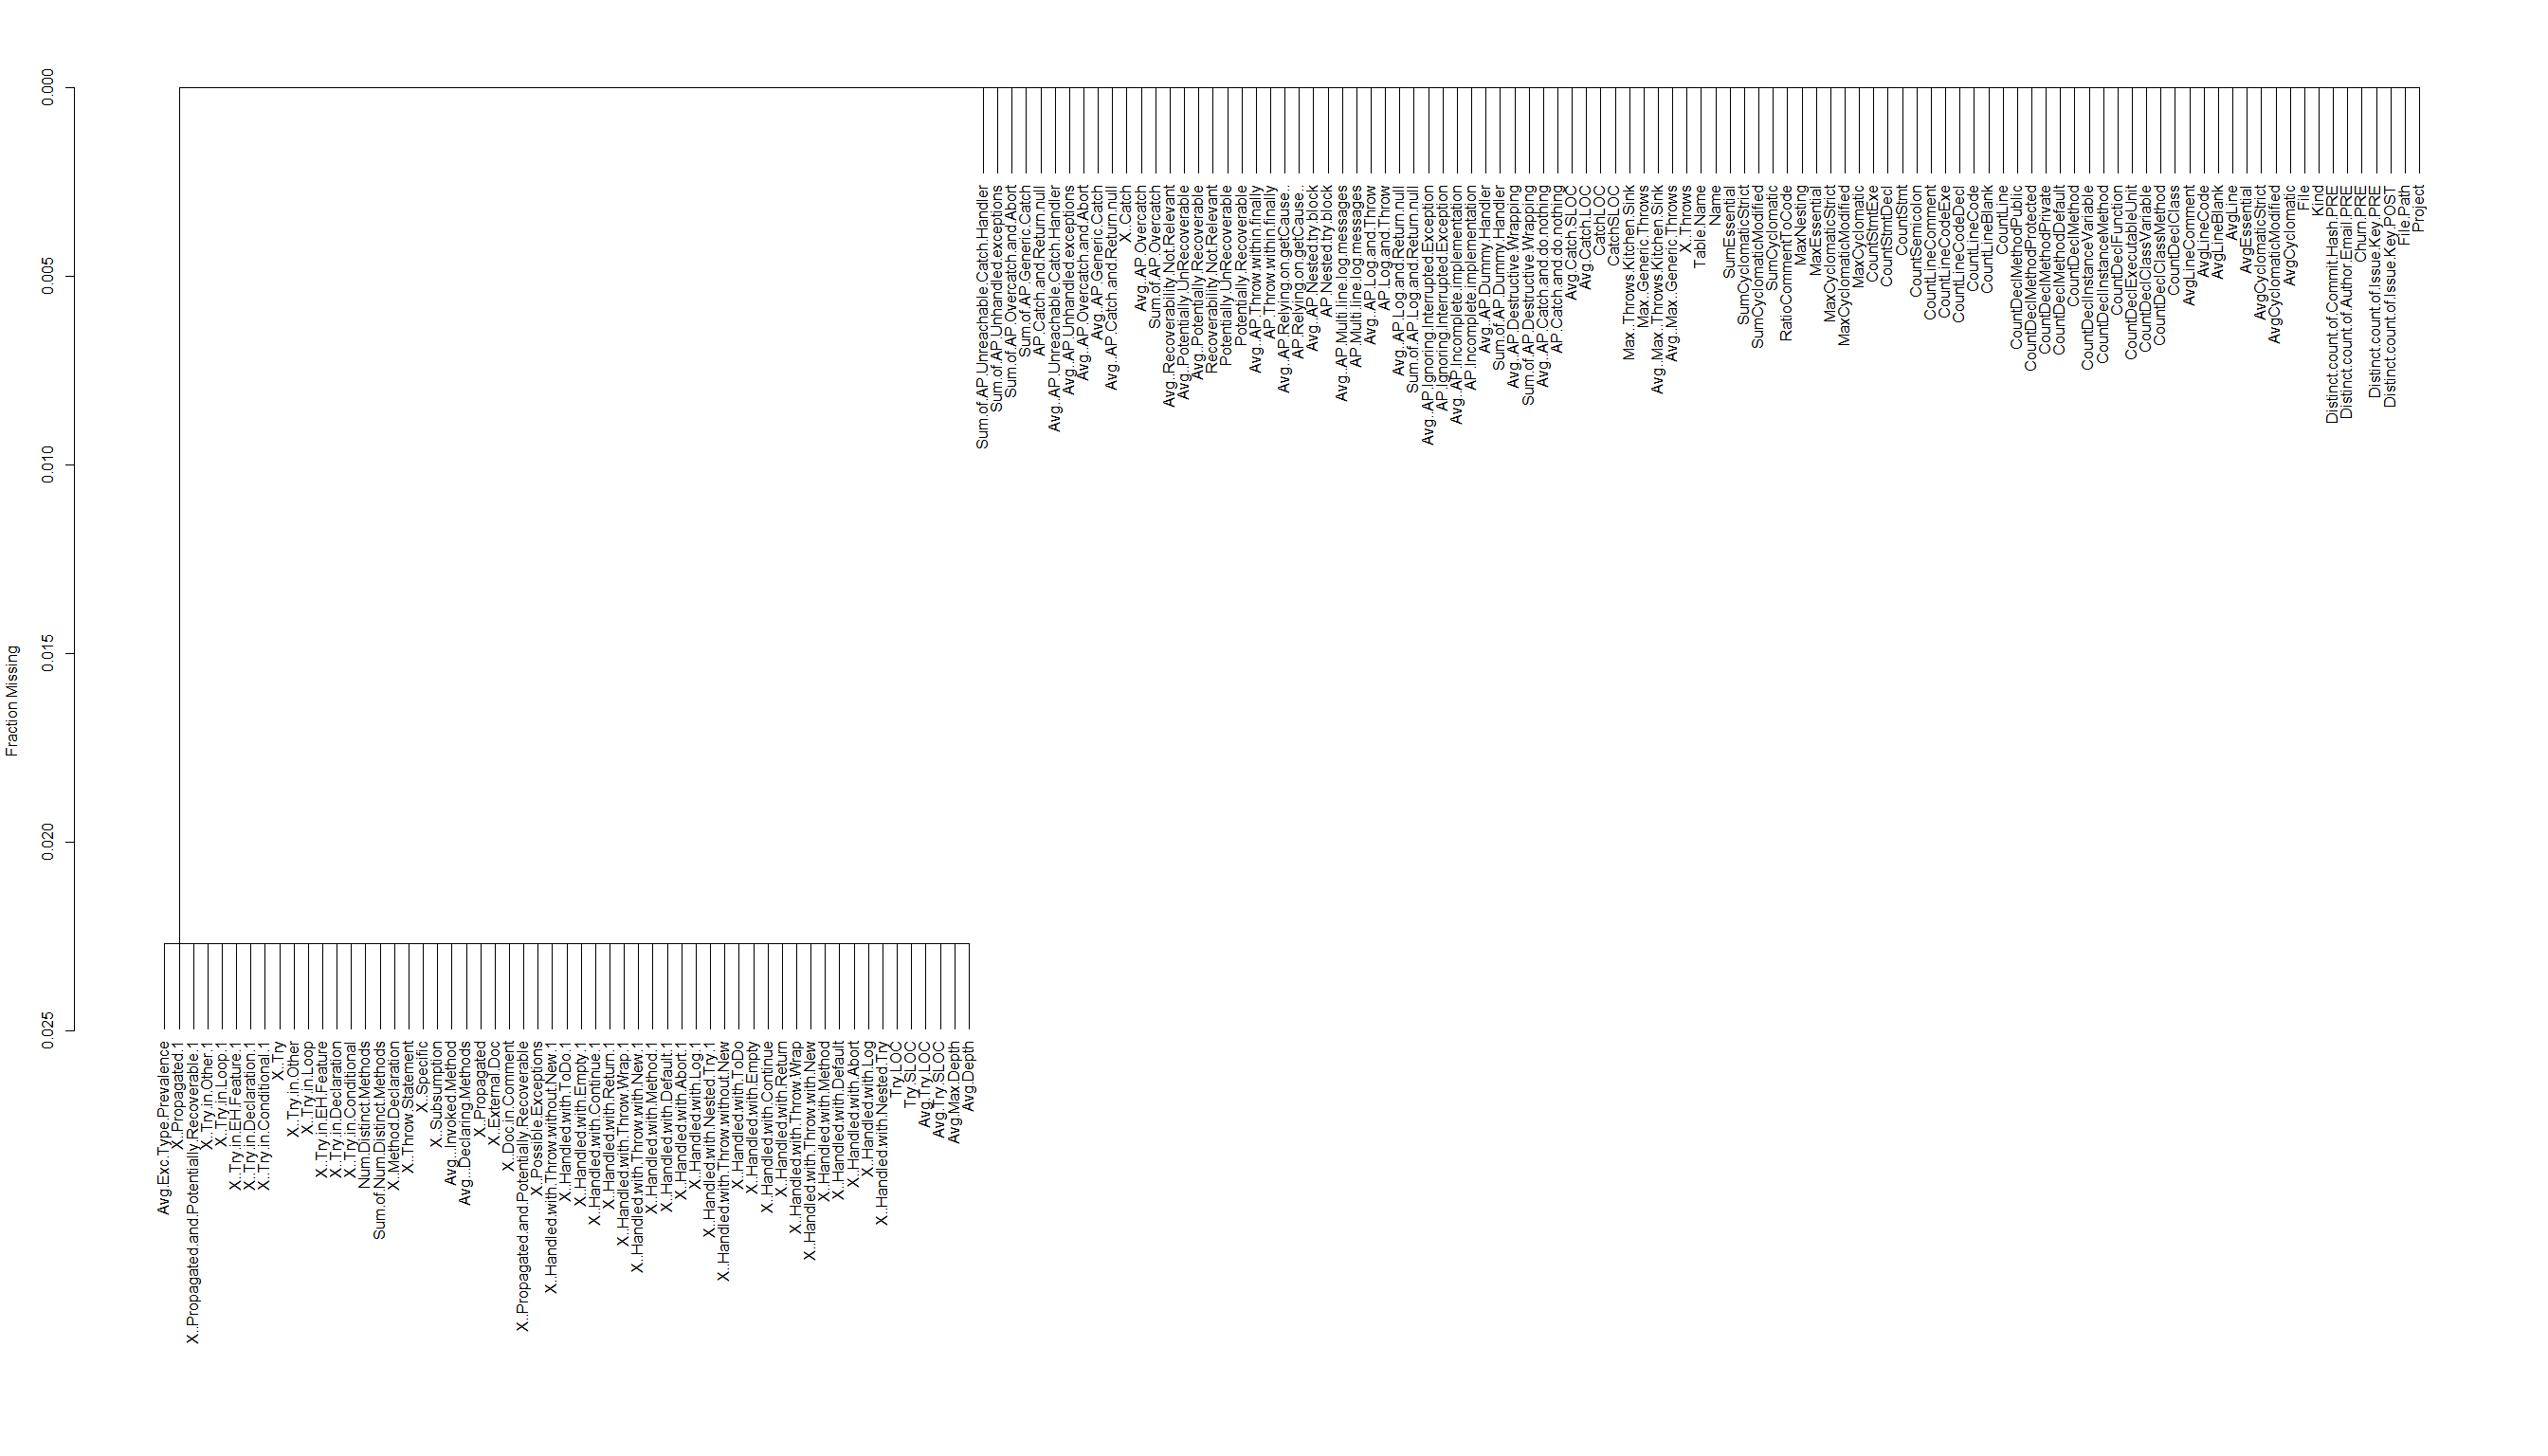 Fraction Missing
0.000
0.005
0.010
0.015
0.020
0.025
Avg.Exc.Type.Prevalence
X..Propagated.1
X..Propagated.and.Potentially.Recoverable.1
X..Try.in.Other.1
X..Try.in.Loop.1
X..Try.in.EH.Feature.1
X..Try.in.Declaration.1
X..Try.in.Conditional.1
X..Try
X..Try.in.Other
X..Try.in.Loop
X..Try.in.EH.Feature
X..Try.in.Declaration
X..Try.in.Conditional
Num.Distinct.Methods
Sum.of.Num.Distinct.Methods
X..Method.Declaration
X..Throw.Statement
X..Specific
X..Subsumption
Avg...Invoked.Method
Avg...Declaring.Methods
X..Propagated
X..External.Doc
X..Doc.in.Comment
X..Propagated.and.Potentially.Recoverable
X..Possible.Exceptions
X..Handled.with.Throw.without.New.1
X..Handled.with.ToDo.1
X..Handled.with.Empty.1
X..Handled.with.Continue.1
X..Handled.with.Return.1
X..Handled.with.Throw.Wrap.1
X..Handled.with.Throw.with.New.1
X..Handled.with.Method.1
X..Handled.with.Default.1
X..Handled.with.Abort.1
X..Handled.with.Log.1
X..Handled.with.Nested.Try.1
X..Handled.with.Throw.without.New
X..Handled.with.ToDo
X..Handled.with.Empty
X..Handled.with.Continue
X..Handled.with.Return
X..Handled.with.Throw.Wrap
X..Handled.with.Throw.with.New
X..Handled.with.Method
X..Handled.with.Default
X..Handled.with.Abort
X..Handled.with.Log
X..Handled.with.Nested.Try
Try.LOC
Try.SLOC
Avg.Try.LOC
Avg.Try.SLOC
Avg.Max.Depth
Avg.Depth
Sum.of.AP.Unreachable.Catch.Handler
Sum.of.AP.Unhandled.exceptions
Sum.of.AP.Overcatch.and.Abort
Sum.of.AP.Generic.Catch
AP.Catch.and.Return.null
Avg..AP.Unreachable.Catch.Handler
Avg..AP.Unhandled.exceptions
Avg..AP.Overcatch.and.Abort
Avg..AP.Generic.Catch
Avg..AP.Catch.and.Return.null
X..Catch
Avg..AP.Overcatch
Sum.of.AP.Overcatch
Avg..Recoverability.Not.Relevant
Avg..Potentially.UnRecoverable
Avg..Potentially.Recoverable
Recoverability.Not.Relevant
Potentially.UnRecoverable
Potentially.Recoverable
Avg..AP.Throw.within.finally
AP.Throw.within.finally
Avg..AP.Relying.on.getCause..
AP.Relying.on.getCause..
Avg..AP.Nested.try.block
AP.Nested.try.block
Avg..AP.Multi.line.log.messages
AP.Multi.line.log.messages
Avg..AP.Log.and.Throw
AP.Log.and.Throw
Avg..AP.Log.and.Return.null
Sum.of.AP.Log.and.Return.null
Avg..AP.Ignoring.Interrupted.Exception
AP.Ignoring.Interrupted.Exception
Avg..AP.Incomplete.implementation
AP.Incomplete.implementation
Avg..AP.Dummy.Handler
Sum.of.AP.Dummy.Handler
Avg..AP.Destructive.Wrapping
Sum.of.AP.Destructive.Wrapping
Avg..AP.Catch.and.do.nothing
AP.Catch.and.do.nothing
Avg.Catch.SLOC
Avg.Catch.LOC
CatchLOC
CatchSLOC
Max..Throws.Kitchen.Sink
Max..Generic.Throws
Avg..Max..Throws.Kitchen.Sink
Avg.Max..Generic.Throws
X..Throws
Table.Name
Name
SumEssential
SumCyclomaticStrict
SumCyclomaticModified
SumCyclomatic
RatioCommentToCode
MaxNesting
MaxEssential
MaxCyclomaticStrict
MaxCyclomaticModified
MaxCyclomatic
CountStmtExe
CountStmtDecl
CountStmt
CountSemicolon
CountLineComment
CountLineCodeExe
CountLineCodeDecl
CountLineCode
CountLineBlank
CountLine
CountDeclMethodPublic
CountDeclMethodProtected
CountDeclMethodPrivate
CountDeclMethodDefault
CountDeclMethod
CountDeclInstanceVariable
CountDeclInstanceMethod
CountDeclFunction
CountDeclExecutableUnit
CountDeclClassVariable
CountDeclClassMethod
CountDeclClass
AvgLineComment
AvgLineCode
AvgLineBlank
AvgLine
AvgEssential
AvgCyclomaticStrict
AvgCyclomaticModified
AvgCyclomatic
File
Kind
Distinct.count.of.Commit.Hash.PRE
Distinct.count.of.Author.Email.PRE
Churn.PRE
Distinct.count.of.Issue.Key.PRE
Distinct.count.of.Issue.Key.POST
File.Path
Project